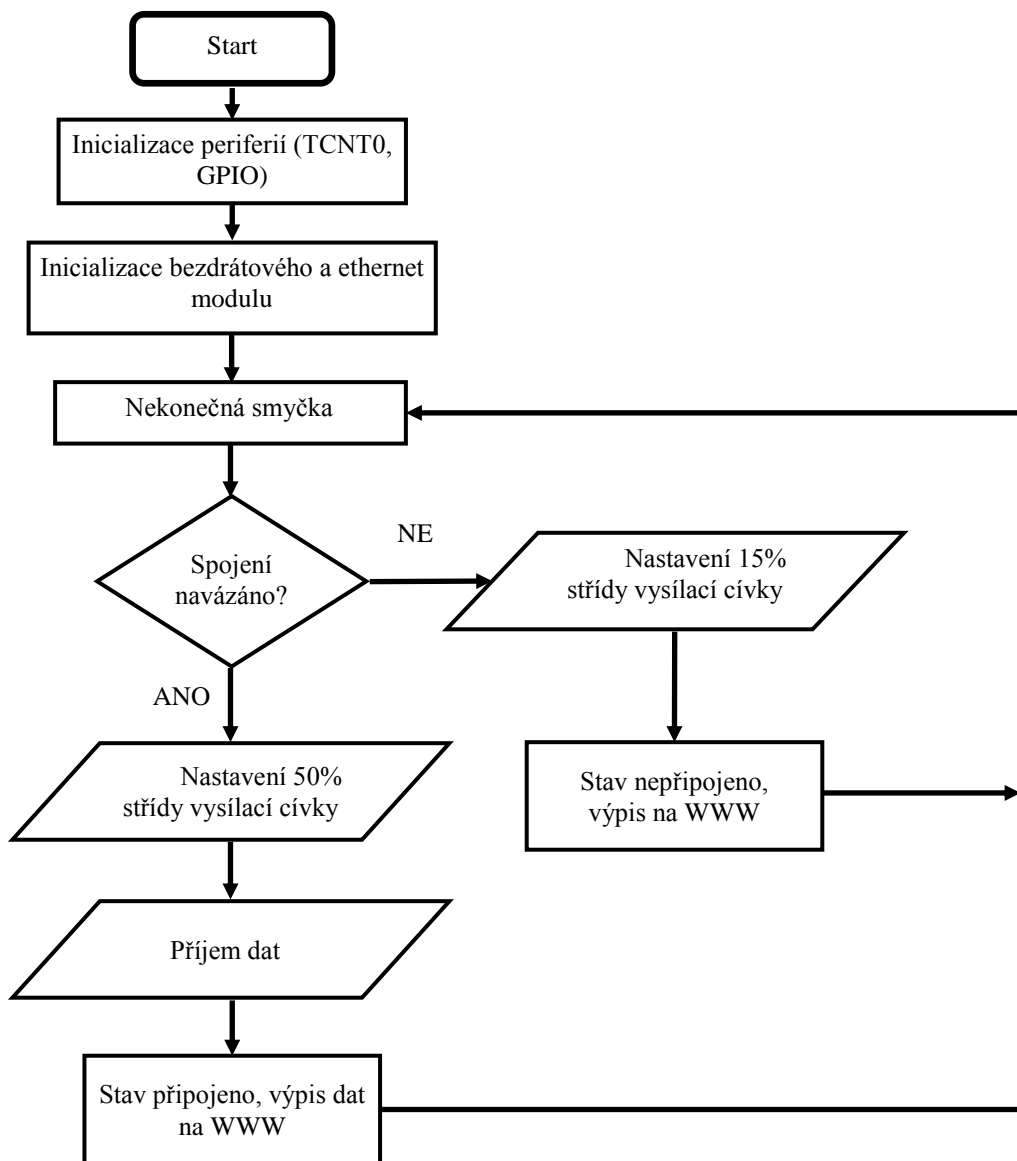 Start
Inicializace periferií (TCNT0,
GPIO)
Inicializace bezdrátového a ethernet
modulu
Nekonečná smyčka
Spojení
navázáno?
NE
Nastavení 15%
střídy vysílací cívky
ANO
Nastavení 50%
střídy vysílací cívky
Stav nepřipojeno,
výpis na WWW
Příjem dat
Stav připojeno, výpis dat
na WWW